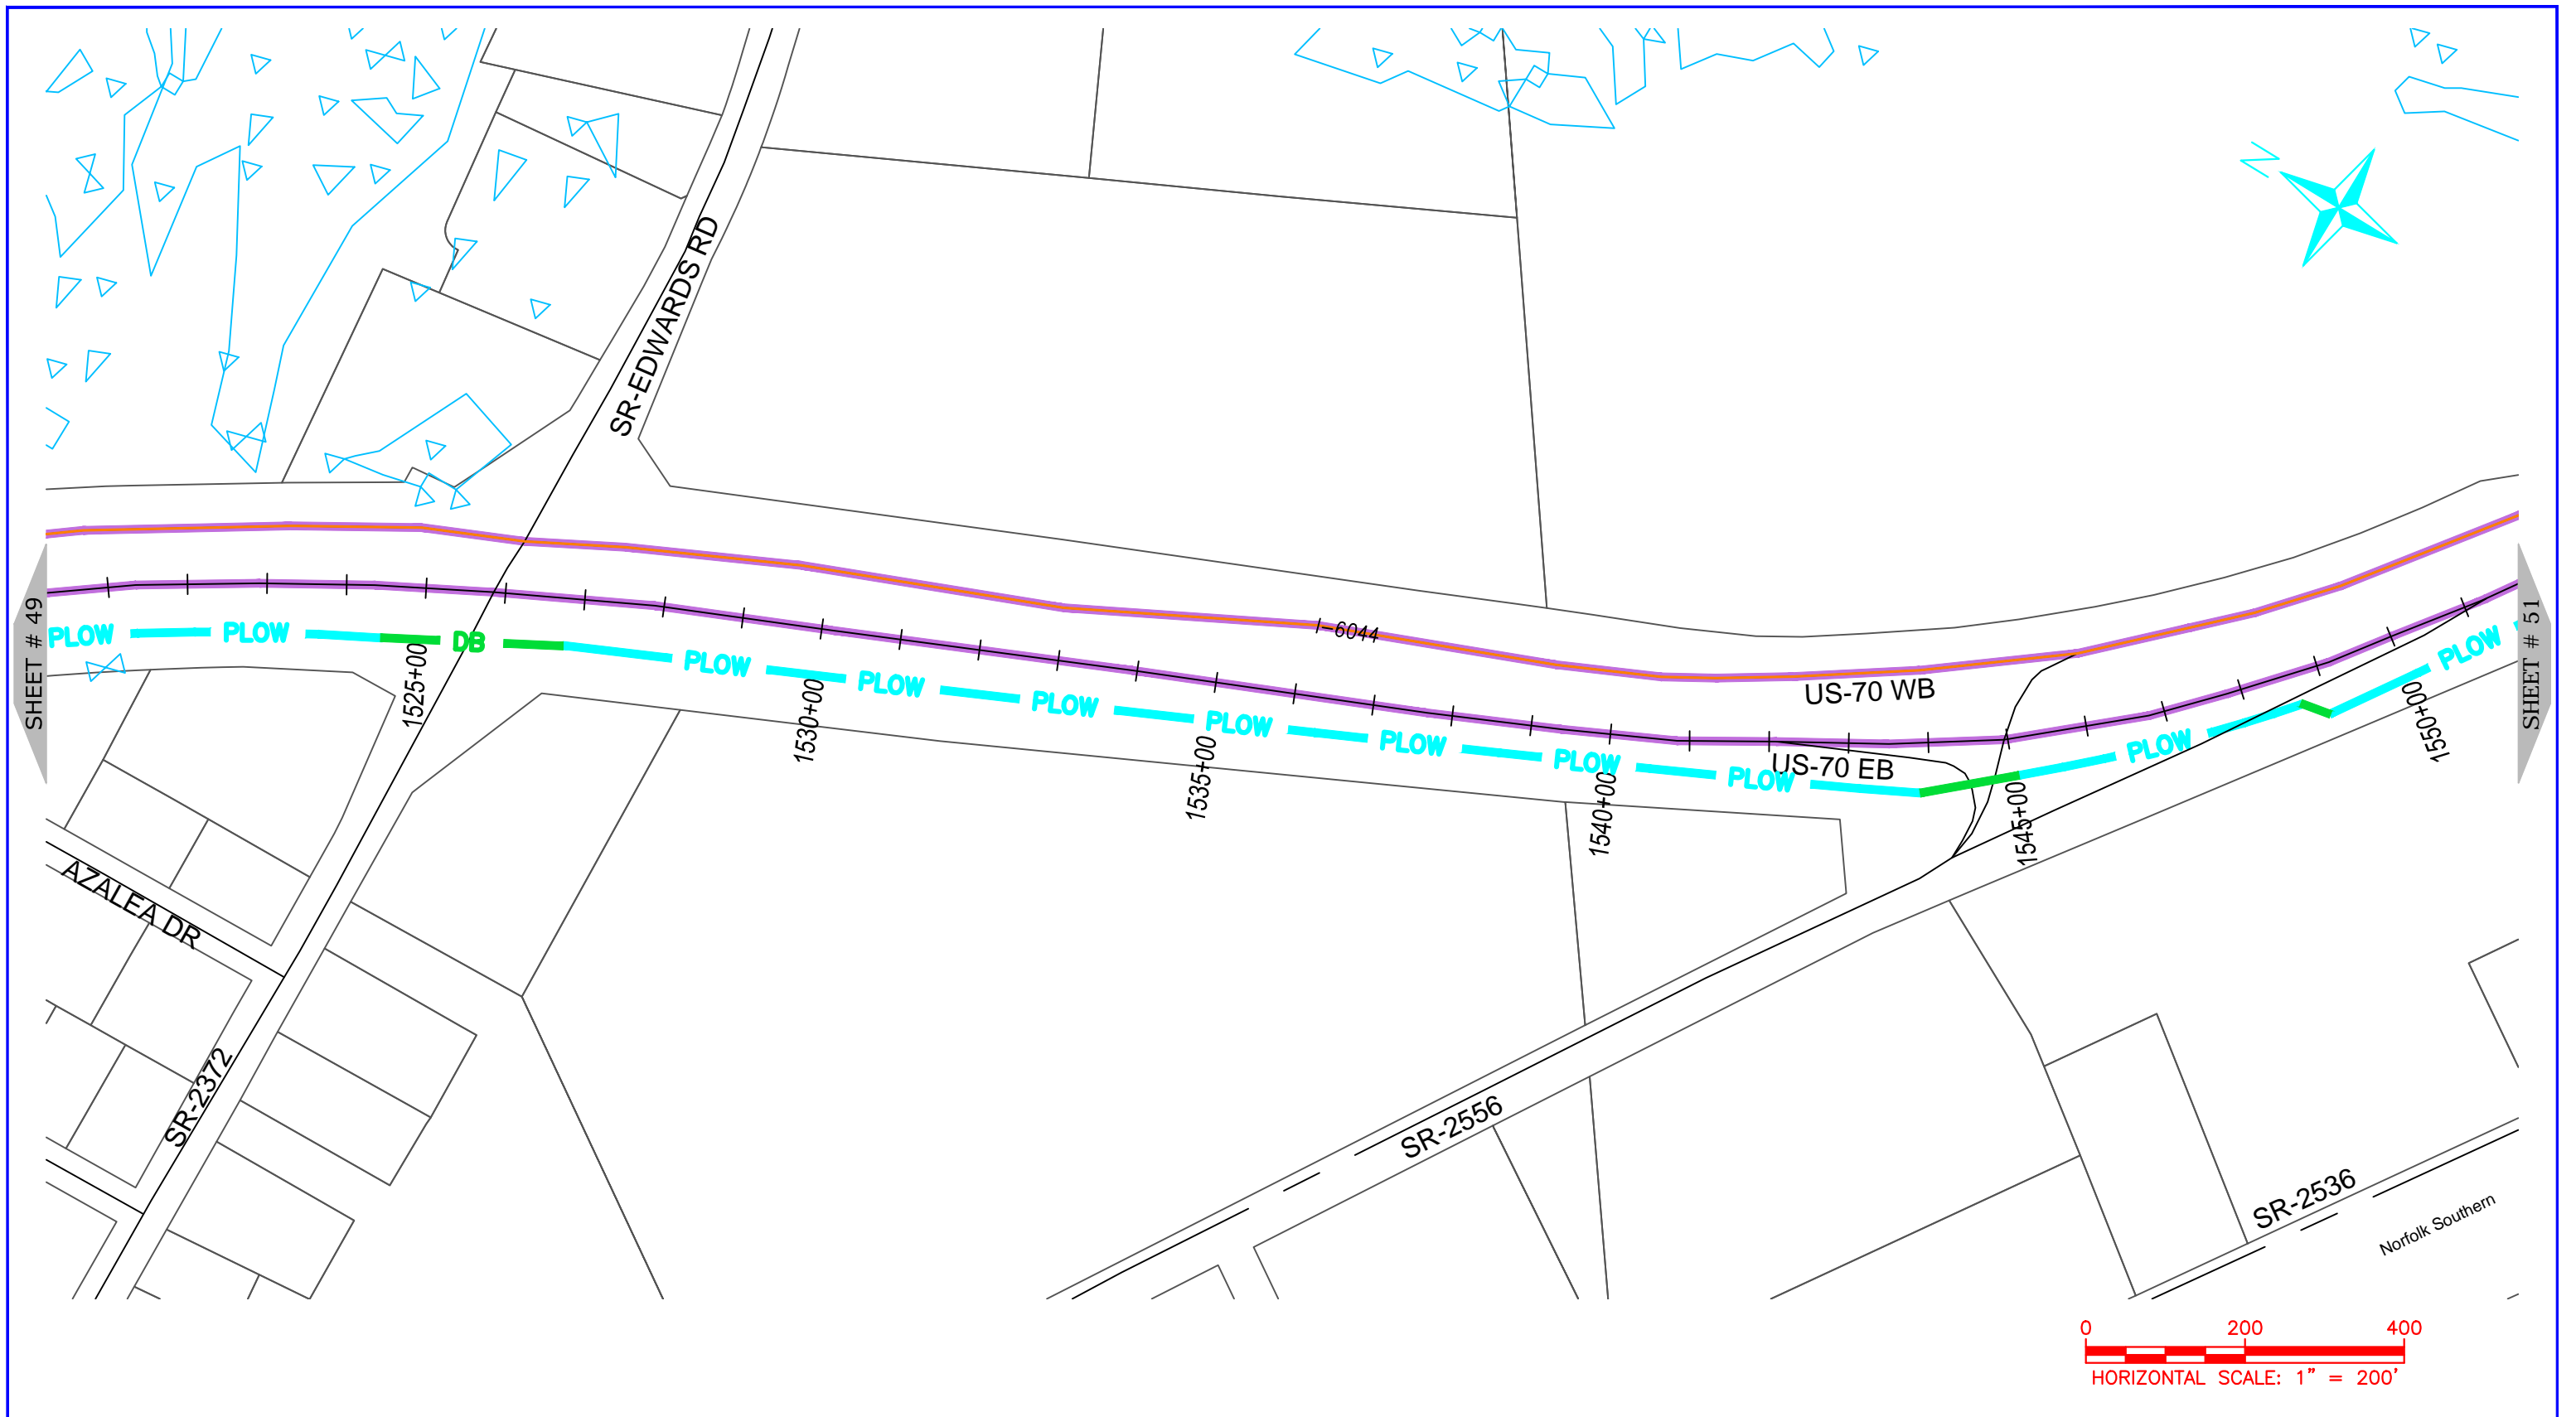 N
SR-EDWARDS RD
I-6044
SHEET # 49
SHEET # 51
PLOW
PLOW
DB
PLOW
PLOW
PLOW
PLOW
PLOW
PLOW
PLOW
PLOW
PLOW
US-70 WB
US-70 EB
1525+00
1530+00
1535+00
1540+00
1545+00
1550+00
AZALEA DR
SR-2372
SR-2556
SR-2536
Norfolk Southern
0 200 400
HORIZONTAL SCALE: 1" = 200'